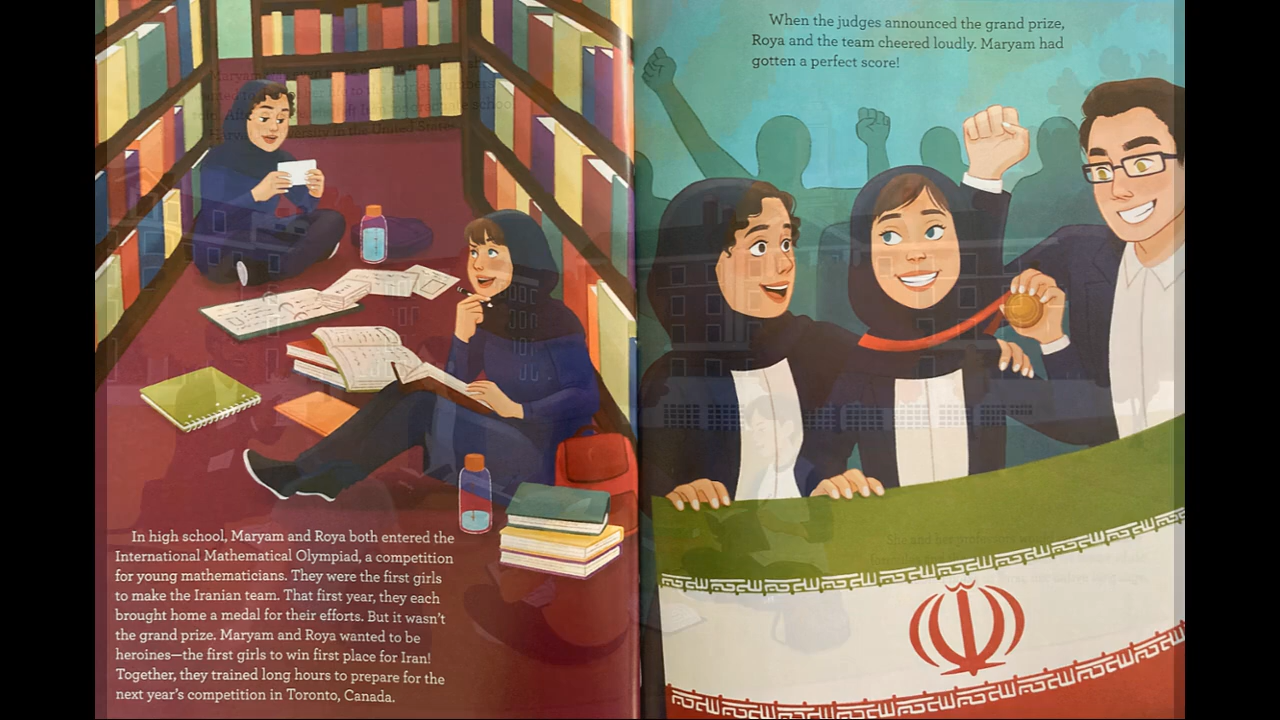 In high school, Maryam and Roya both entered the
International Mathematical Olympiad, a competition
for young mathematicians. They were the first girls
to make the Iranian team. That first year, they each
brought home a medal for their efforts. But it wasn't
the grand prize. Maryam and Roya wanted to be
heroines—the first girls to win first place for Iran!
Together, they trained long hours to prepare for the
next year's competition in Toronto, Canada.
When the judges announced the grand prize,
Roya and the team cheered loudly. Maryam had
gotten a perfect score!
in the United States